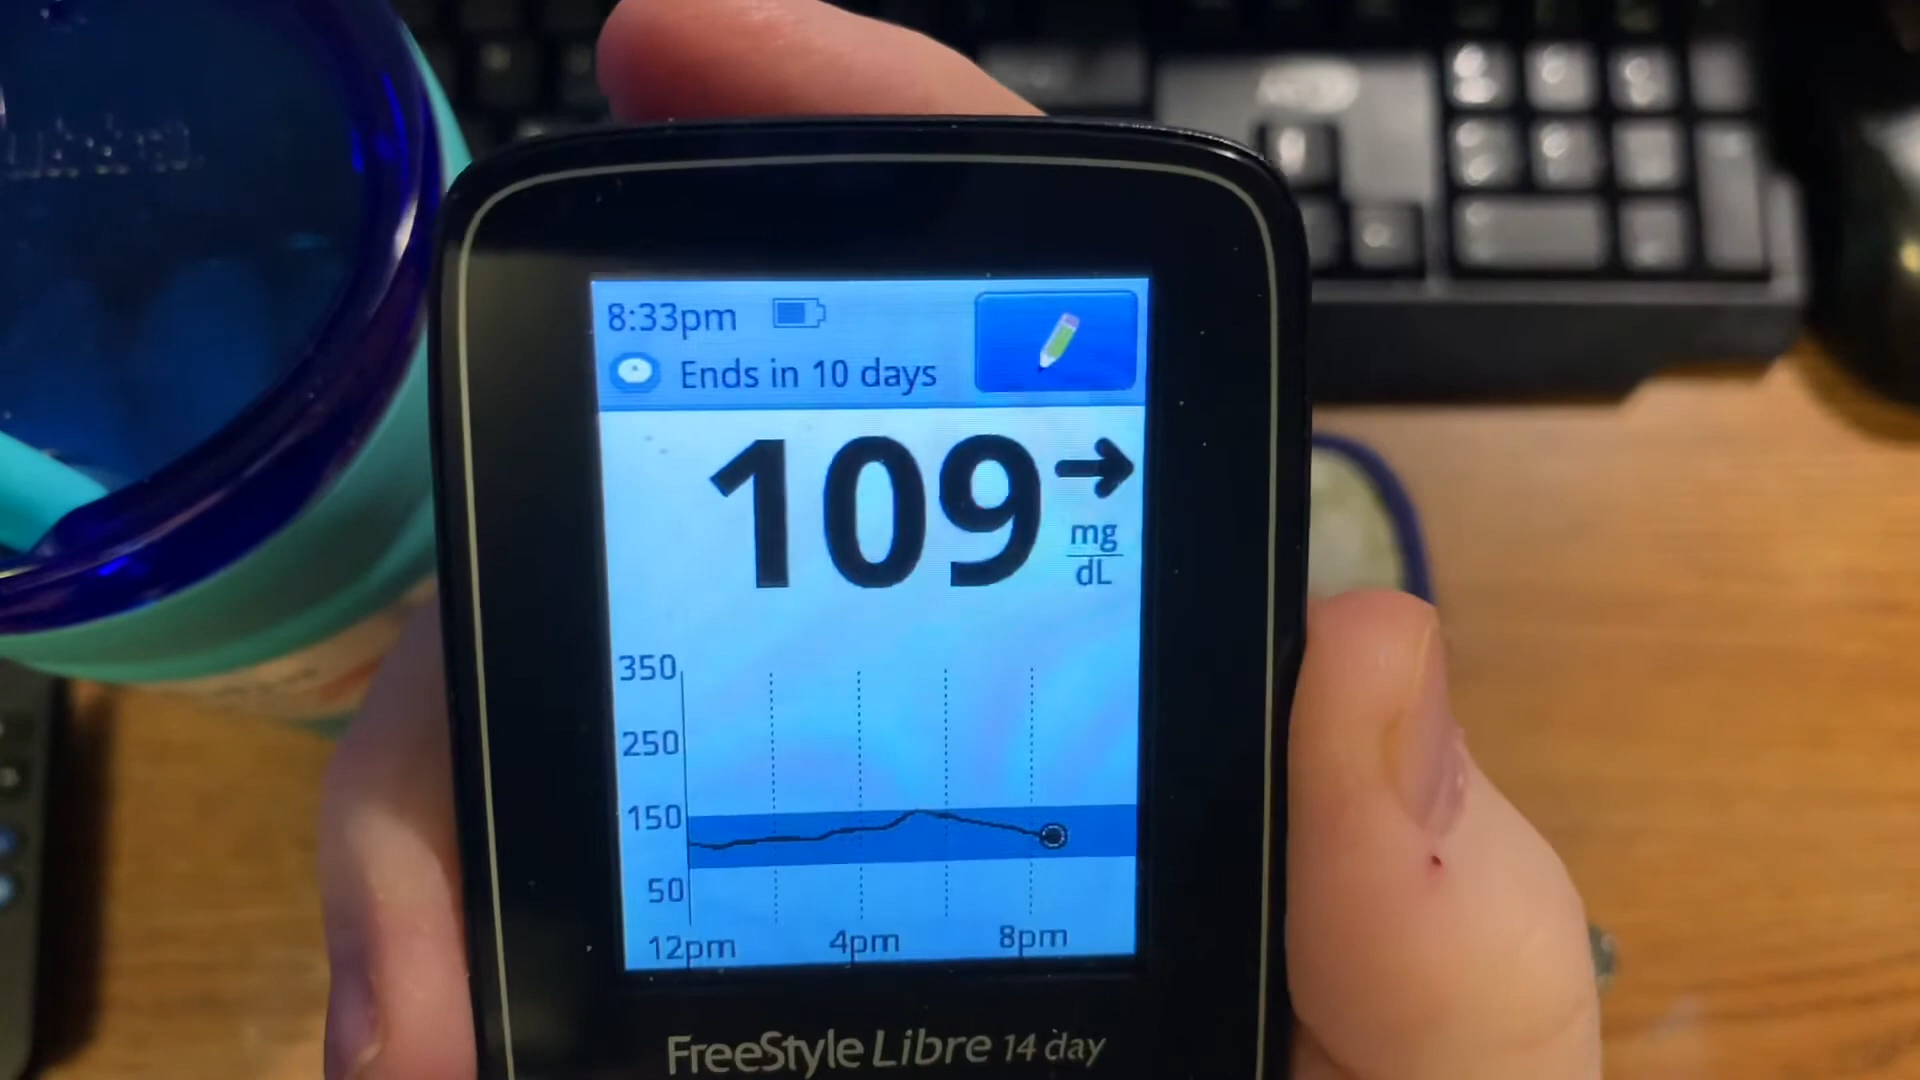 8:33pm
Ends in 10 days
109
mg
dL
350
250
150
50
12pm 4pm 8pm
FreeStyle Libre 14 day